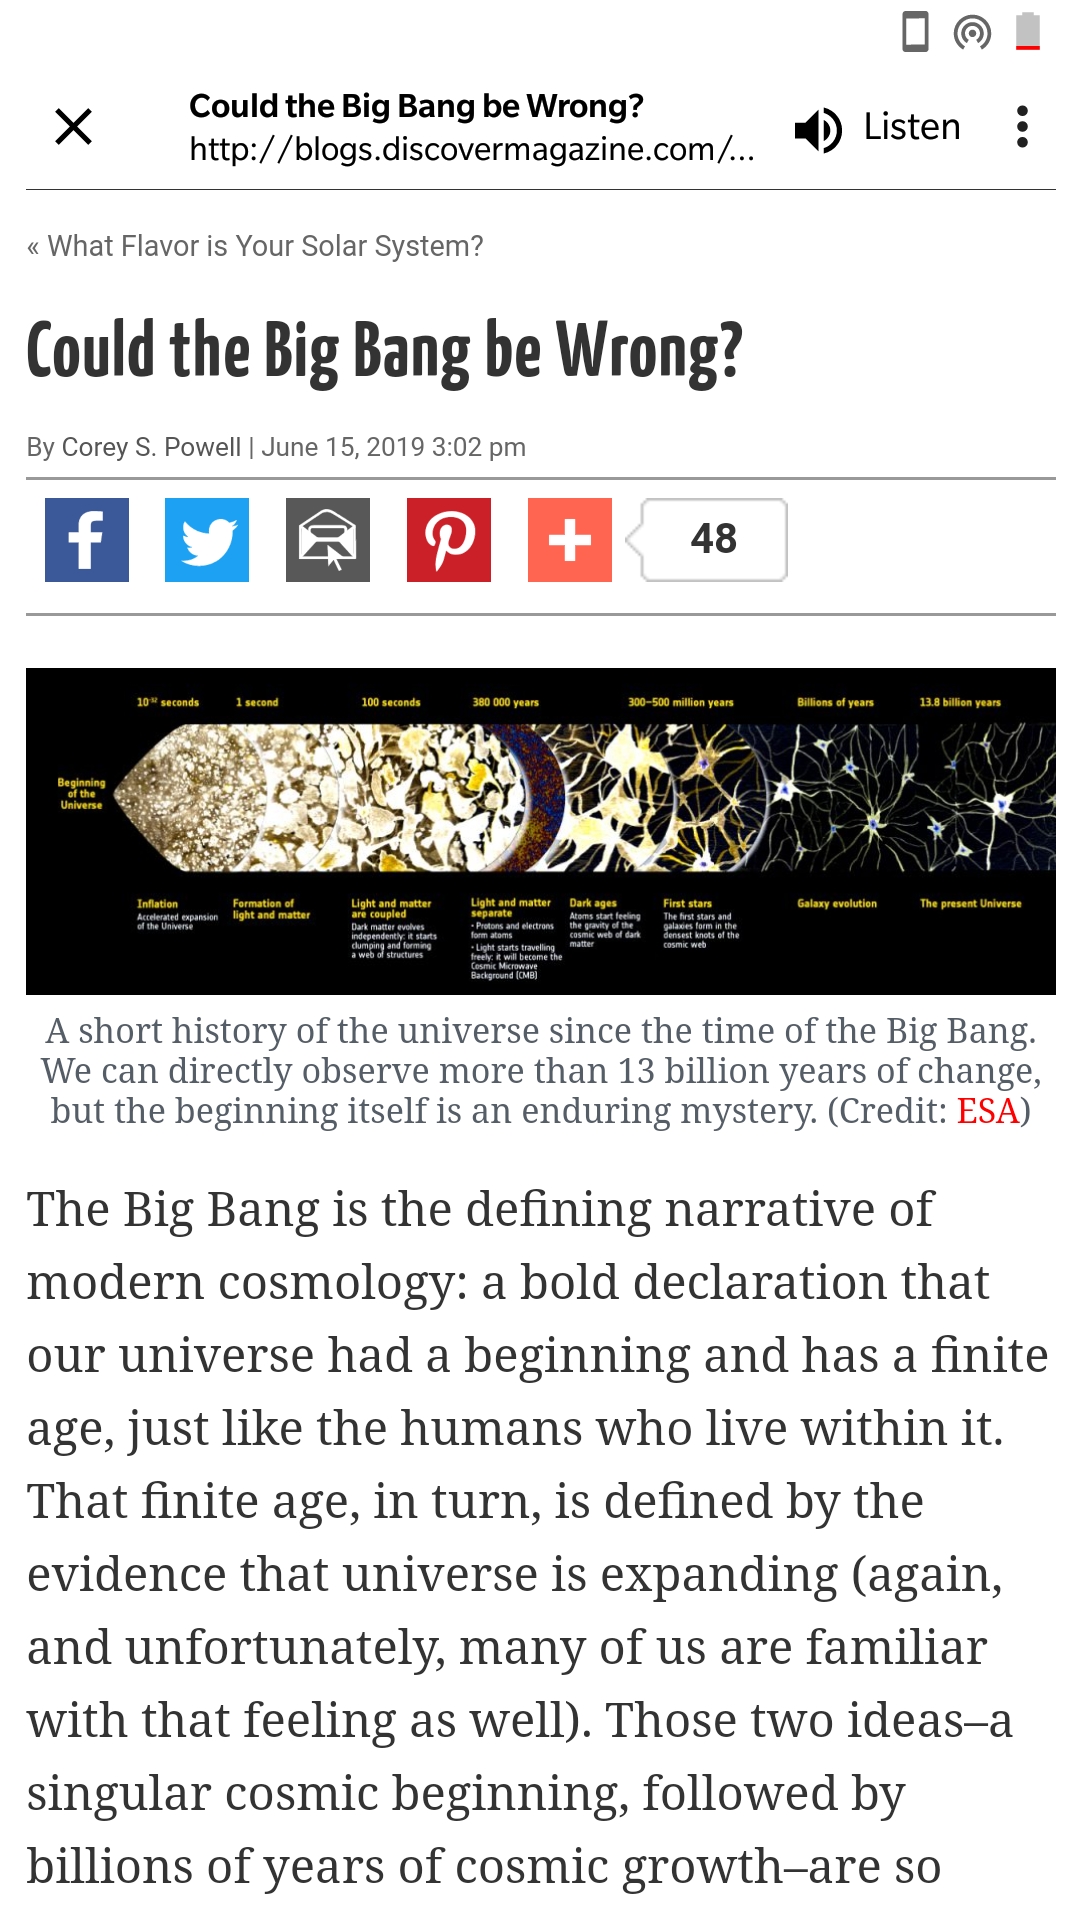 Could the Big Bang be Wrong?
http://blogs.discovermagazine.com/...
Listen
« What Flavor is Your Solar System?
Could the Big Bang be Wrong?
By Corey S. Powell | June 15, 2019 3:02 pm
48
10⁻³² seconds
1 second
100 seconds
380 000 years
300–500 million years
Billions of years
13.8 billion years
Beginning
of the
Universe
Inflation
Accelerated expansion
of the Universe
Formation of
light and matter
Light and matter
are coupled
Dark matter evolves
independently: it starts
clumping and forming
a web of structures
Light and matter
separate
• Protons and electrons
form atoms
• Light starts travelling
freely: it will become the
Cosmic Microwave
Background (CMB)
Dark ages
Atoms start feeling
the gravity of the
cosmic web of dark
matter
First stars
The first stars and
galaxies form in the
densest knots of the
cosmic web
Galaxy evolution
The present Universe
A short history of the universe since the time of the Big Bang.
We can directly observe more than 13 billion years of change,
but the beginning itself is an enduring mystery. (Credit: ESA)
The Big Bang is the defining narrative of
modern cosmology: a bold declaration that
our universe had a beginning and has a finite
age, just like the humans who live within it.
That finite age, in turn, is defined by the
evidence that universe is expanding (again,
and unfortunately, many of us are familiar
with that feeling as well). Those two ideas–a
singular cosmic beginning, followed by
billions of years of cosmic growth–are so